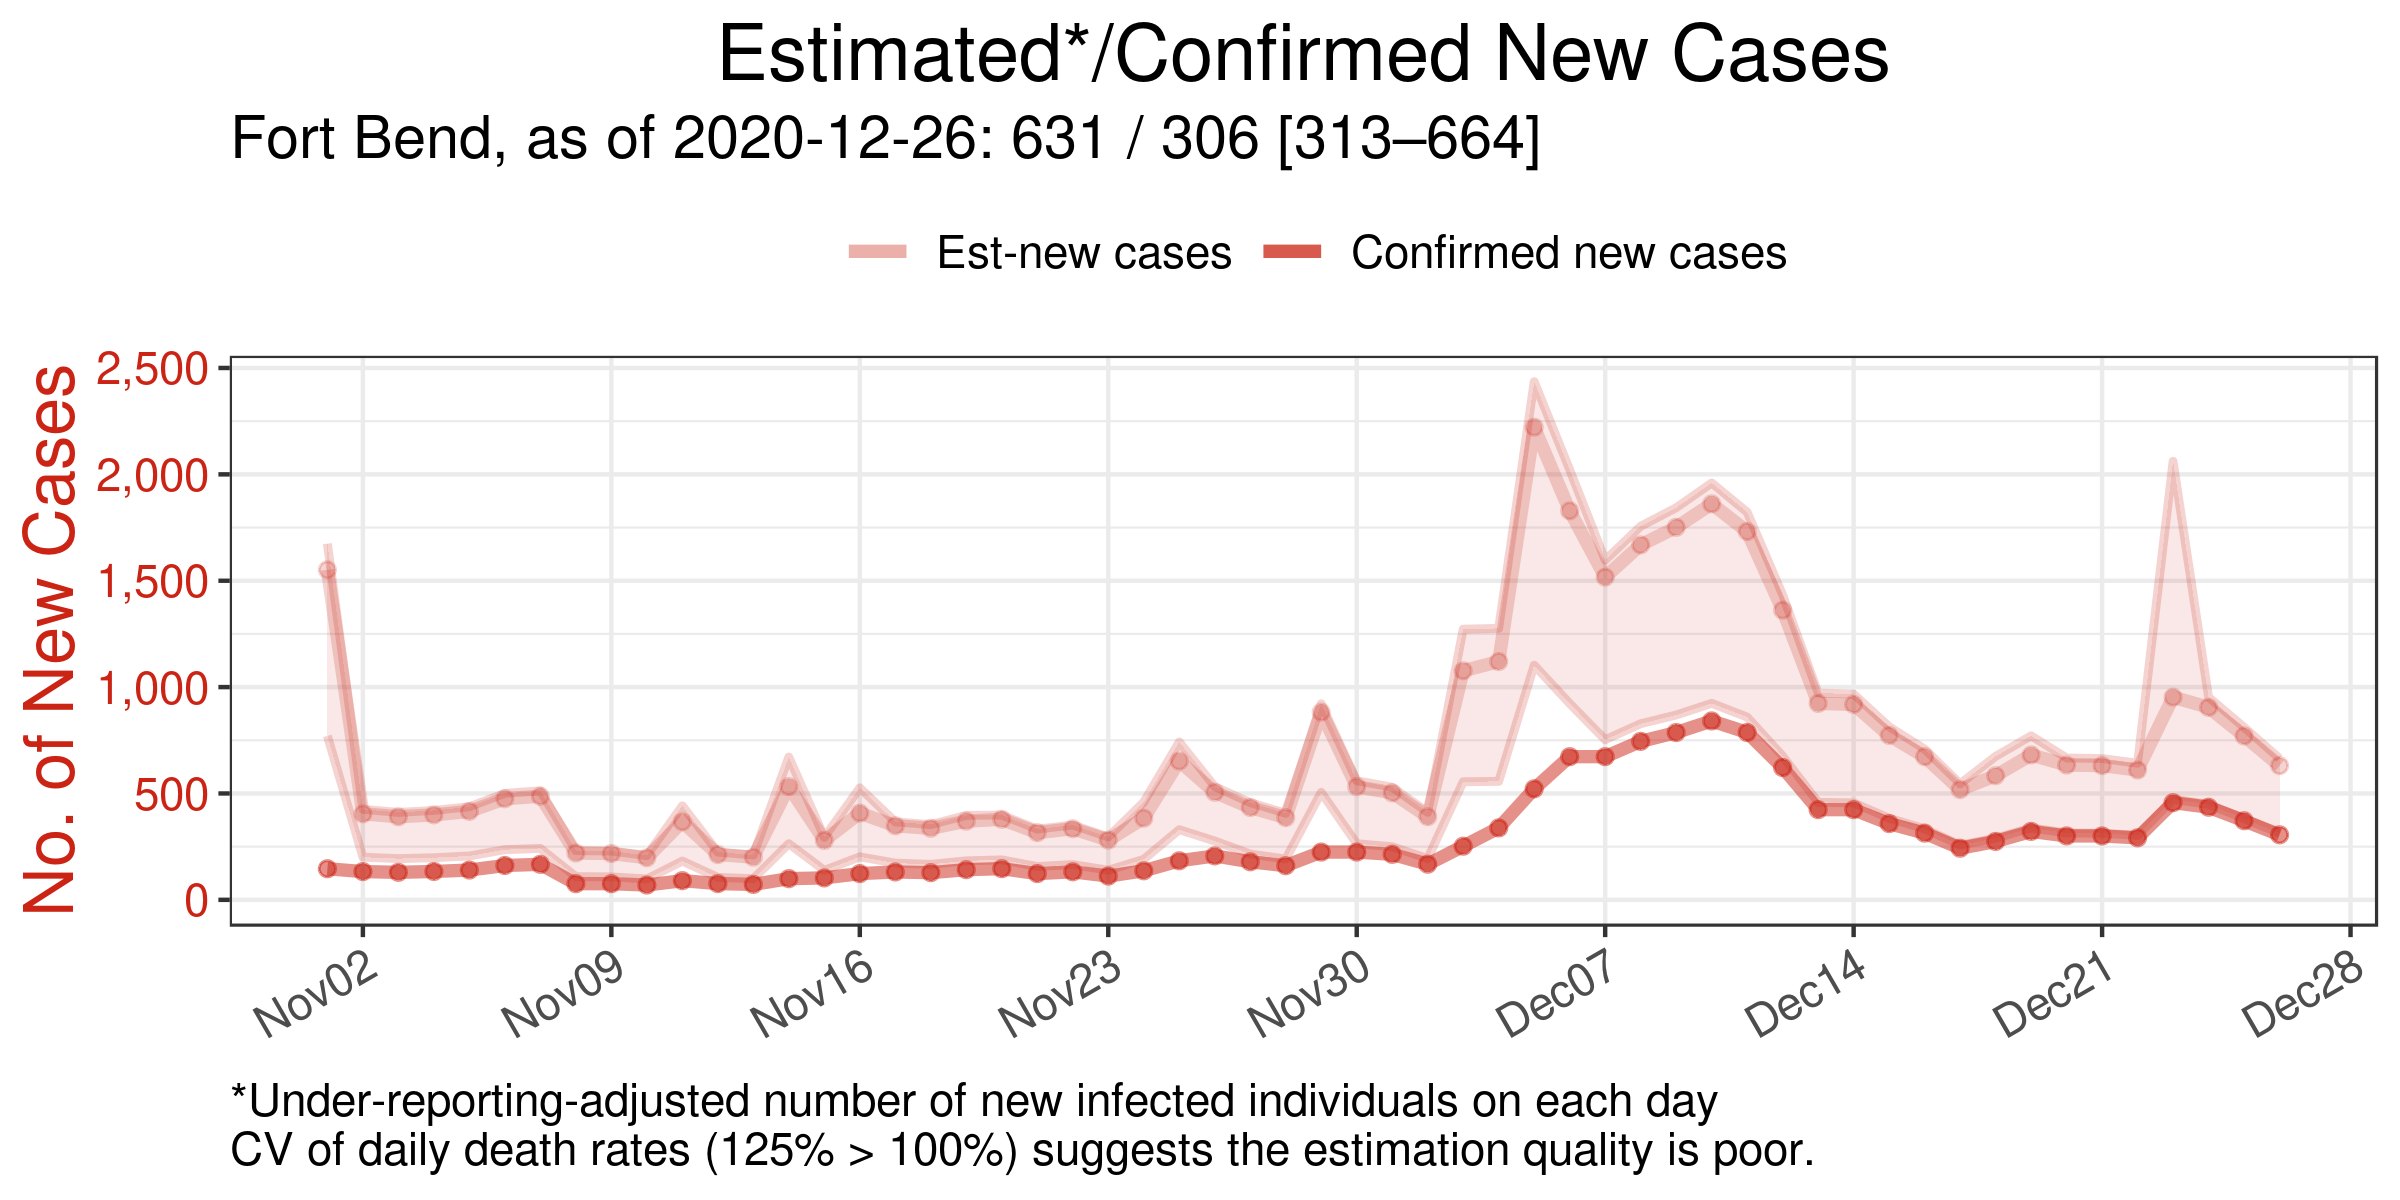 Estimated*/Confirmed New Cases
Fort Bend, as of 2020-12-26: 631 / 306 [313–664]
Est-new cases
Confirmed new cases
No. of New Cases
2,500
2,000
1,500
1,000
500
0
Nov02
Nov09
Nov16
Nov23
Nov30
Dec07
Dec14
Dec21
Dec28
*Under-reporting-adjusted number of new infected individuals on each day
CV of daily death rates (125% > 100%) suggests the estimation quality is poor.